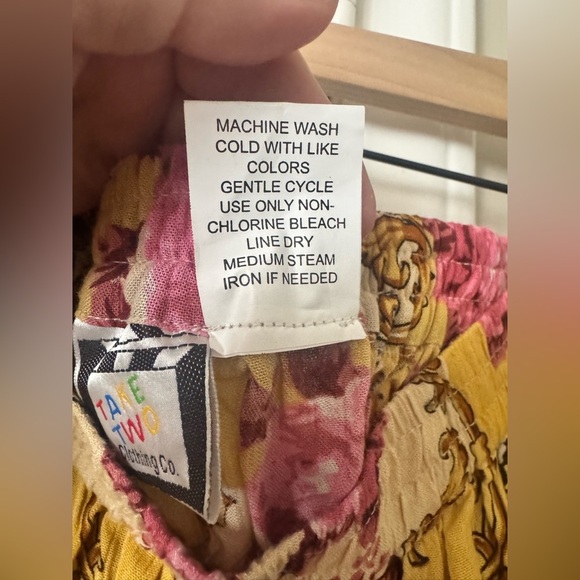 MACHINE WASH
COLD WITH LIKE
COLORS
GENTLE CYCLE
USE ONLY NON-
CHLORINE BLEACH
LINE DRY
MEDIUM STEAM
IRON IF NEEDED
TAKE
TWO
Clothing Co.